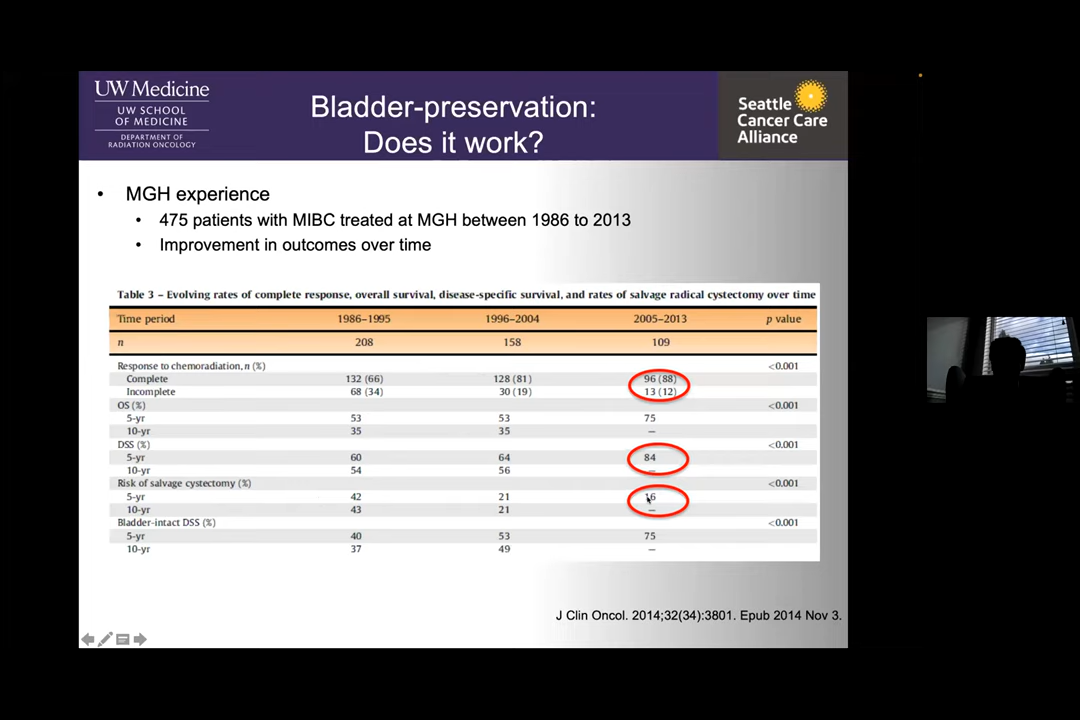 UW Medicine
UW SCHOOL
OF MEDICINE
DEPARTMENT OF
RADIATION ONCOLOGY
Bladder-preservation:
Does it work?
Seattle
Cancer Care
Alliance
• MGH experience
• 475 patients with MIBC treated at MGH between 1986 to 2013
• Improvement in outcomes over time
Table 3 – Evolving rates of complete response, overall survival, disease-specific survival, and rates of salvage radical cystectomy over time
Time period 1986–1995 1996–2004 2005–2013 p value
n 208 158 109
Response to chemoradiation, n (%) <0.001
Complete 132 (66) 128 (81) 96 (88)
Incomplete 68 (34) 30 (19) 13 (12)
OS (%) <0.001
5-yr 53 53 75
10-yr 35 35 –
DSS (%) <0.001
5-yr 60 64 84
10-yr 54 56 –
Risk of salvage cystectomy (%) <0.001
5-yr 42 21 16
10-yr 43 21 –
Bladder-intact DSS (%) <0.001
5-yr 40 53 75
10-yr 37 49 –
J Clin Oncol. 2014;32(34):3801. Epub 2014 Nov 3.